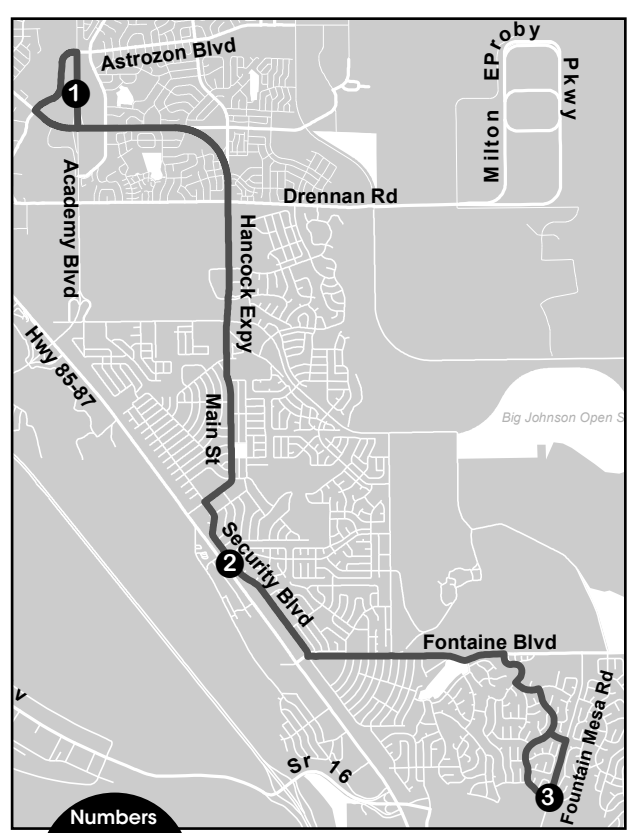 Astrozon Blvd
Milton EProby Pkwy
1
Academy Blvd
Drennan Rd
Hancock Expy
Hwy 85-87
Main St
Big Johnson Open S
Security Blvd
2
Fontaine Blvd
Fountain Mesa Rd
Sr 16
v
3
Numbers